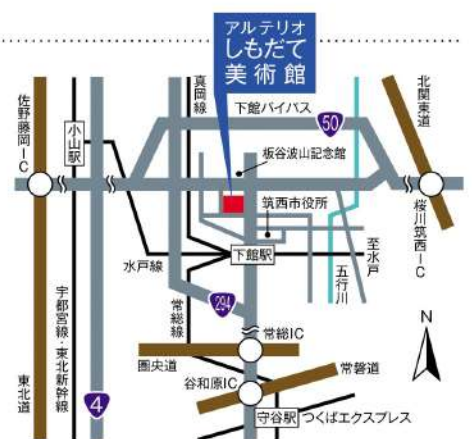 アルテリオ
しもだて
美術館
佐野藤岡IC
小山駅
真岡線
下館バイパス
50
北関東道
板谷波山記念館
筑西市役所
桜川筑西IC
下館駅
水戸線
至水戸
五行川
宇都宮線・東北新幹線
常総線
294
常総IC
圏央道
常磐道
谷和原IC
東北道
4
守谷駅
つくばエクスプレス
N